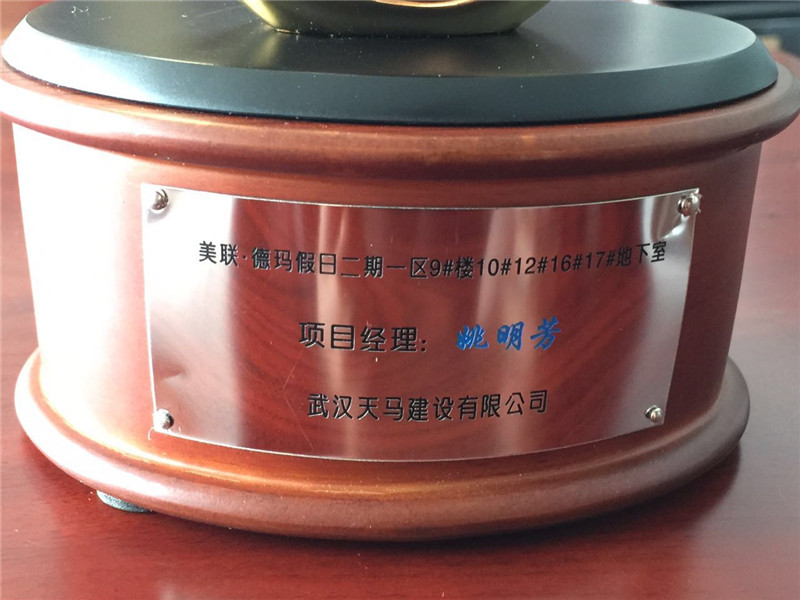 美联·德玛假日二期一区9#楼10#12#16#17#地下室
项目经理：姚明芳
武汉天马建设有限公司